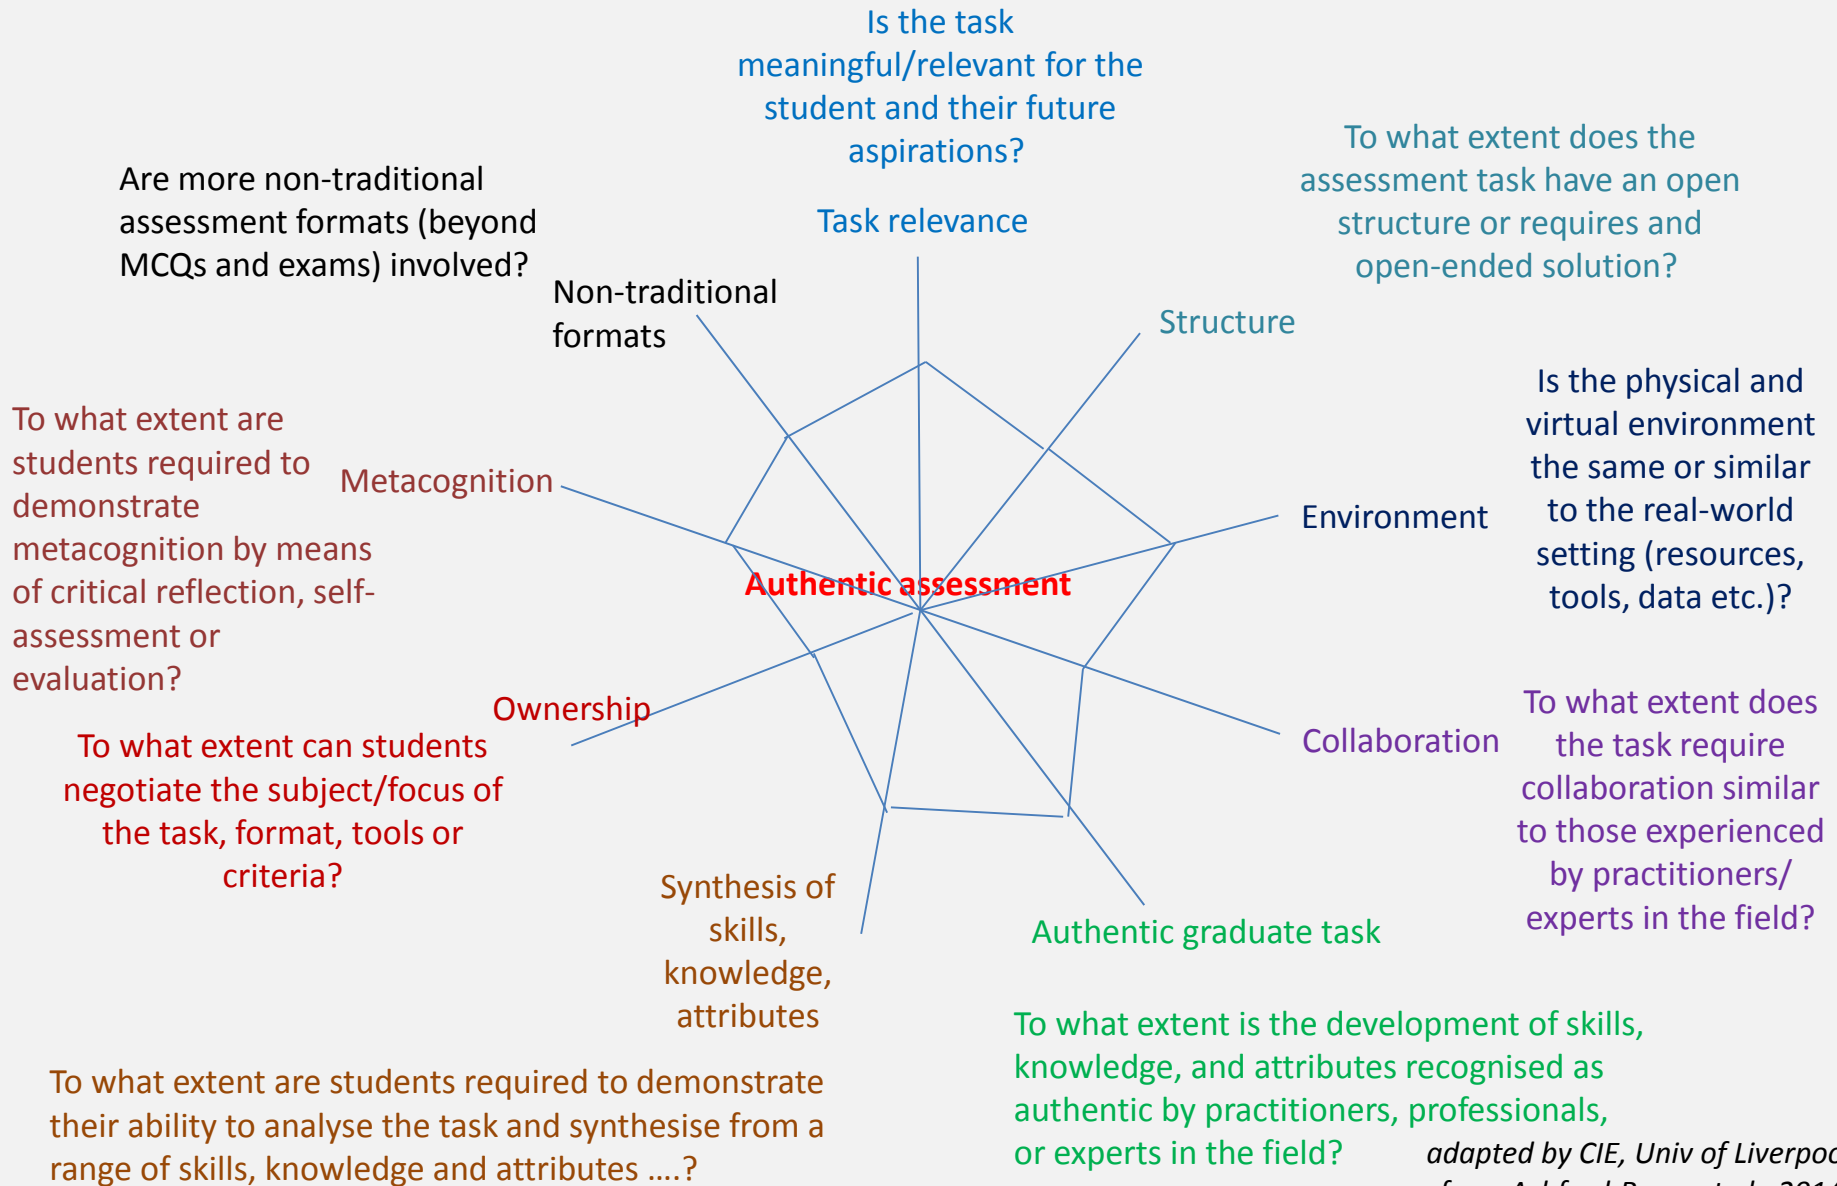 Is the task
meaningful/relevant for the
student and their future
aspirations?
Task relevance
To what extent does the
assessment task have an open
structure or requires and
open-ended solution?
Structure
Is the physical and
virtual environment
the same or similar
to the real-world
setting (resources,
tools, data etc.)?
Environment
To what extent does
the task require
collaboration similar
to those experienced
by practitioners/
experts in the field?
Collaboration
Authentic graduate task
To what extent is the development of skills,
knowledge, and attributes recognised as
authentic by practitioners, professionals,
or experts in the field?
Synthesis of
skills,
knowledge,
attributes
To what extent are students required to demonstrate
their ability to analyse the task and synthesise from a
range of skills, knowledge and attributes ....?
Ownership
To what extent can students
negotiate the subject/focus of
the task, format, tools or
criteria?
To what extent are
students required to
demonstrate
metacognition by means
of critical reflection, self-
assessment or
evaluation?
Metacognition
Are more non-traditional
assessment formats (beyond
MCQs and exams) involved?
Non-traditional
formats
Authentic assessment
adapted by CIE, Univ of Liverpoo